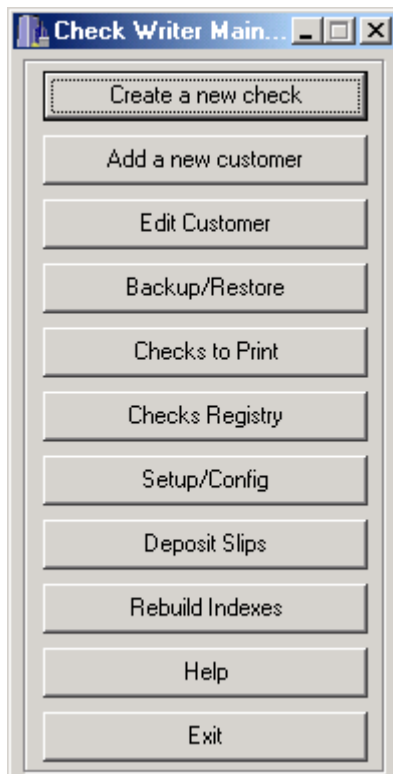 Check Writer Main...
Create a new check
Add a new customer
Edit Customer
Backup/Restore
Checks to Print
Checks Registry
Setup/Config
Deposit Slips
Rebuild Indexes
Help
Exit